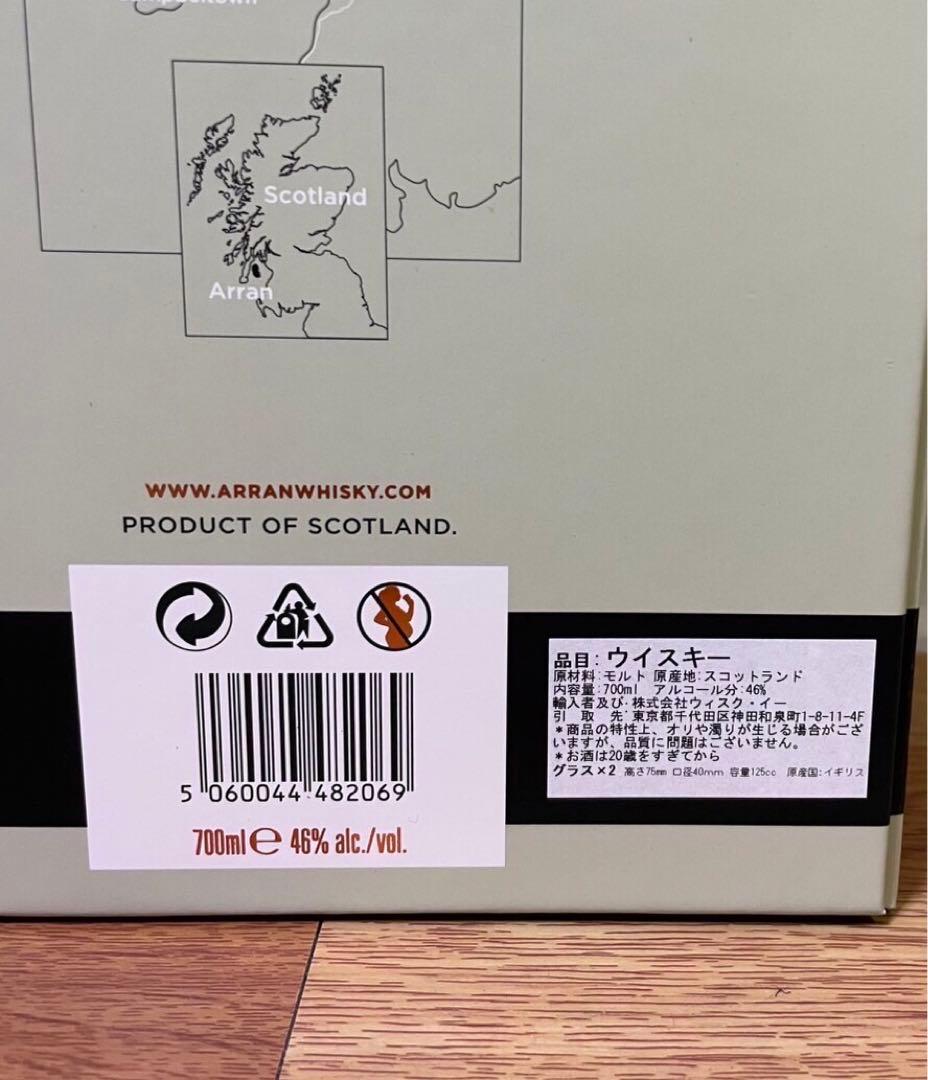 Scotland
Arran
WWW.ARRANWHISKY.COM
PRODUCT OF SCOTLAND.
5 060044 482069
700ml e 46% alc./vol.
品目:ウイスキー
原材料:モルト 原産地:スコットランド
内容量:700ml アルコール分:46%
輸入者及び:株式会社ウィスク・イー
引取先:東京都千代田区神田和泉町1-8-11-4F
*商品の特性上、オリや濁りが生じる場合がござ
いますが、品質に問題はございません。
*お酒は20歳をすぎてから
グラス×2 高さ75mm 口径40mm 容量125cc 原産国:イギリス